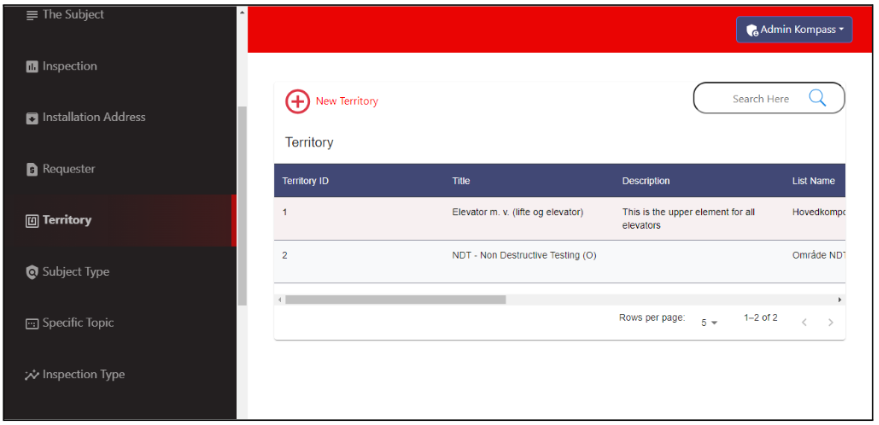 The Subject
Inspection
Installation Address
Requester
Territory
Subject Type
Specific Topic
Inspection Type
Admin Kompass
New Territory
Search Here
Territory
Territory ID Title Description List Name
1 Elevator m. v. (lifte og elevator) This is the upper element for all Hovedkompo
elevators
2 NDT - Non Destructive Testing (O) Område NDT
Rows per page: 5 1–2 of 2